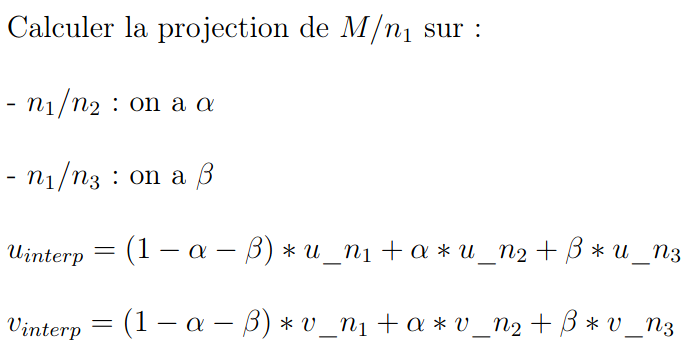 Calculer la projection de M/n₁ sur :
- n₁/n₂ : on a α
- n₁/n₃ : on a β
u_interp = (1 − α − β) ∗ u_n₁ + α ∗ u_n₂ + β ∗ u_n₃
v_interp = (1 − α − β) ∗ v_n₁ + α ∗ v_n₂ + β ∗ v_n₃